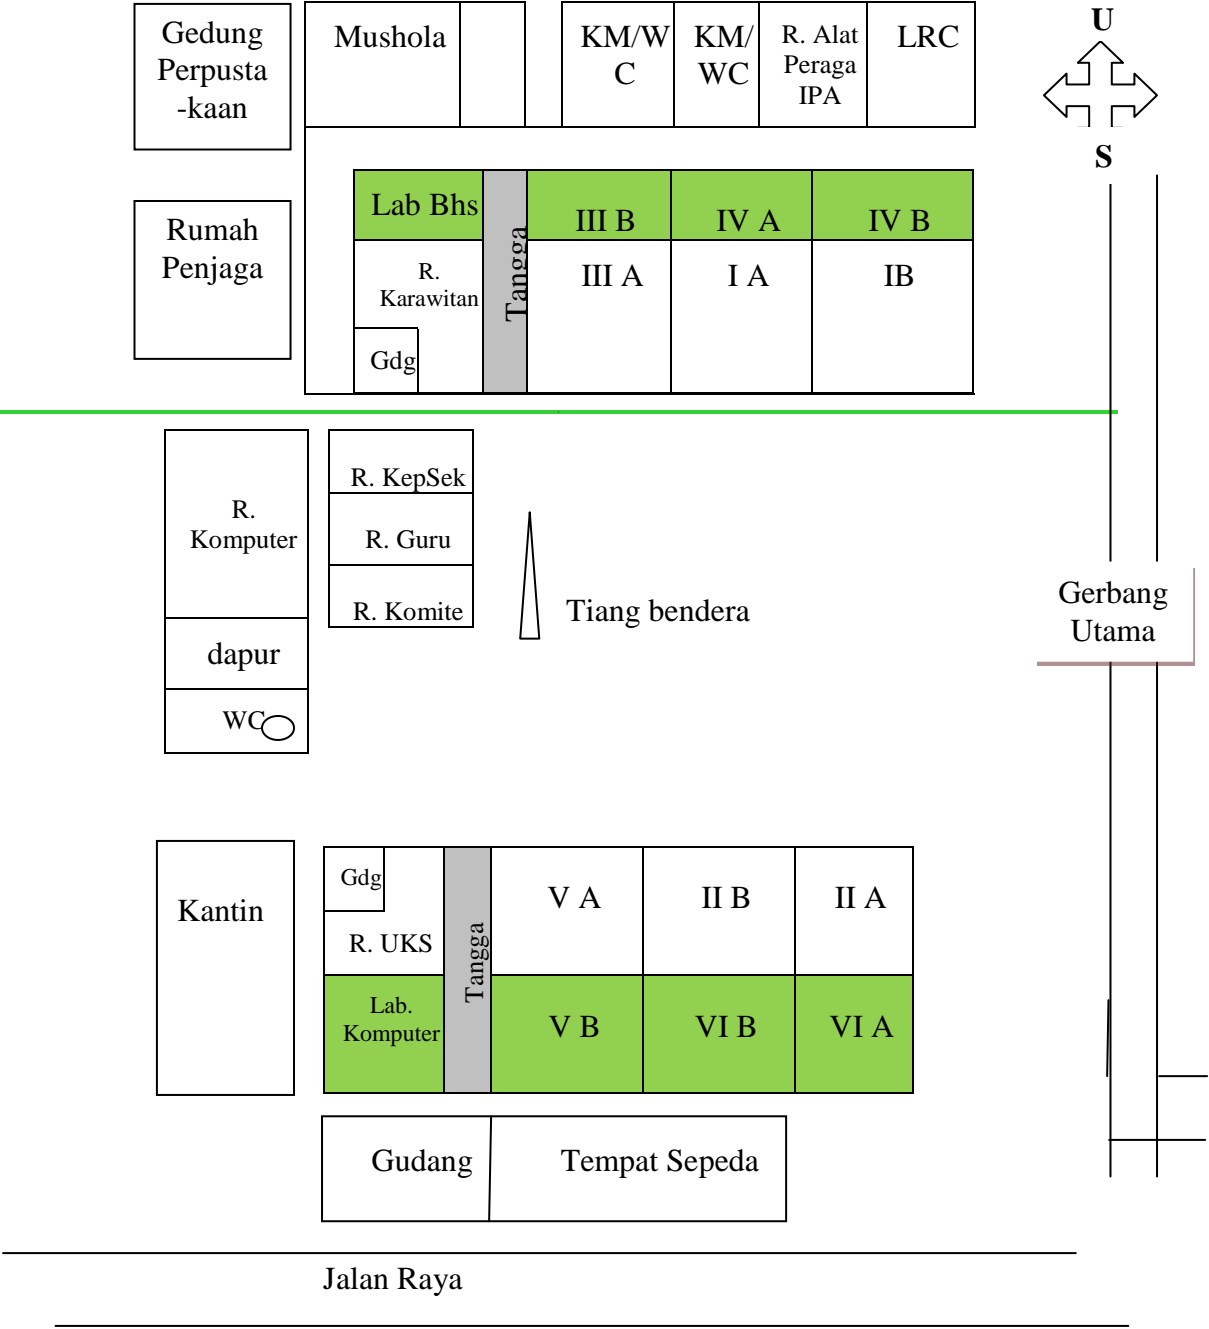 Gedung
Perpusta
-kaan
Mushola
KM/W
C
KM/
WC
R. Alat
Peraga
IPA
LRC
U
S
Rumah
Penjaga
Lab Bhs
Tangga
III B
IV A
IV B
R.
Karawitan
III A
I A
IB
Gdg
R.
Komputer
dapur
WC
R. KepSek
R. Guru
R. Komite
Tiang bendera
Gerbang
Utama
Kantin
Gdg
R. UKS
Tangga
V A
II B
II A
Lab.
Komputer
V B
VI B
VI A
Gudang
Tempat Sepeda
Jalan Raya